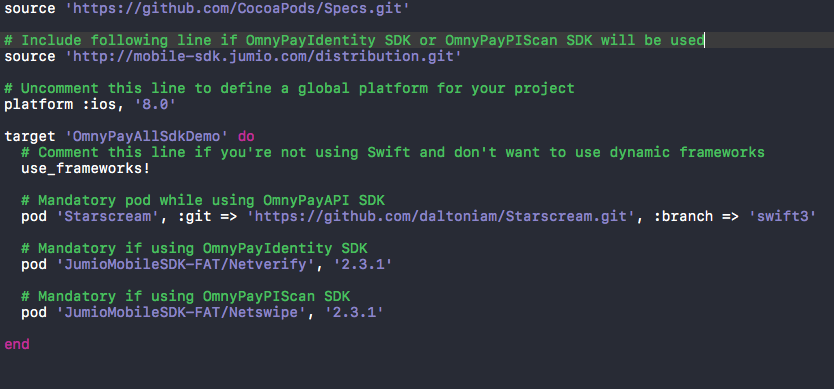 source 'https://github.com/CocoaPods/Specs.git'
# Include following line if OmnyPayIdentity SDK or OmnyPayPIScan SDK will be used
source 'http://mobile-sdk.jumio.com/distribution.git'
# Uncomment this line to define a global platform for your project
platform :ios, '8.0'
target 'OmnyPayAllSdkDemo' do
# Comment this line if you're not using Swift and don't want to use dynamic frameworks
use_frameworks!
# Mandatory pod while using OmnyPayAPI SDK
pod 'Starscream', :git => 'https://github.com/daltoniam/Starscream.git', :branch => 'swift3'
# Mandatory if using OmnyPayIdentity SDK
pod 'JumioMobileSDK-FAT/Netverify', '2.3.1'
# Mandatory if using OmnyPayPIScan SDK
pod 'JumioMobileSDK-FAT/Netswipe', '2.3.1'
end